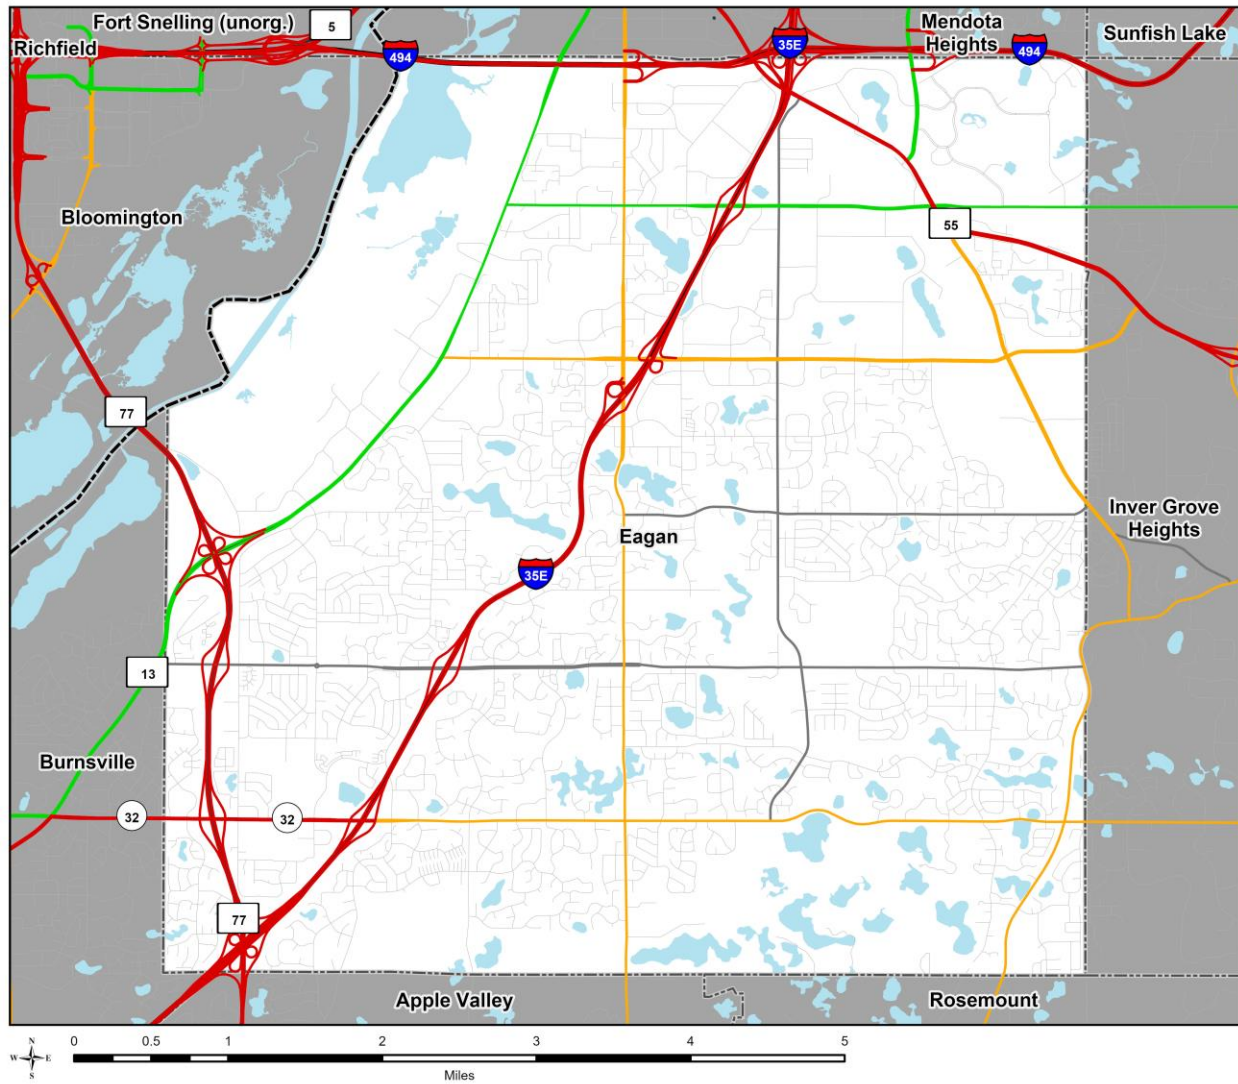 Fort Snelling (unorg.)
5
Mendota
Heights
Sunfish Lake
Richfield
494
35E
494
Bloomington
55
77
Inver Grove
Heights
Eagan
35E
13
Burnsville
32
32
77
Apple Valley
Rosemount
N
W E
S
0 0.5 1 2 3 4 5
Miles